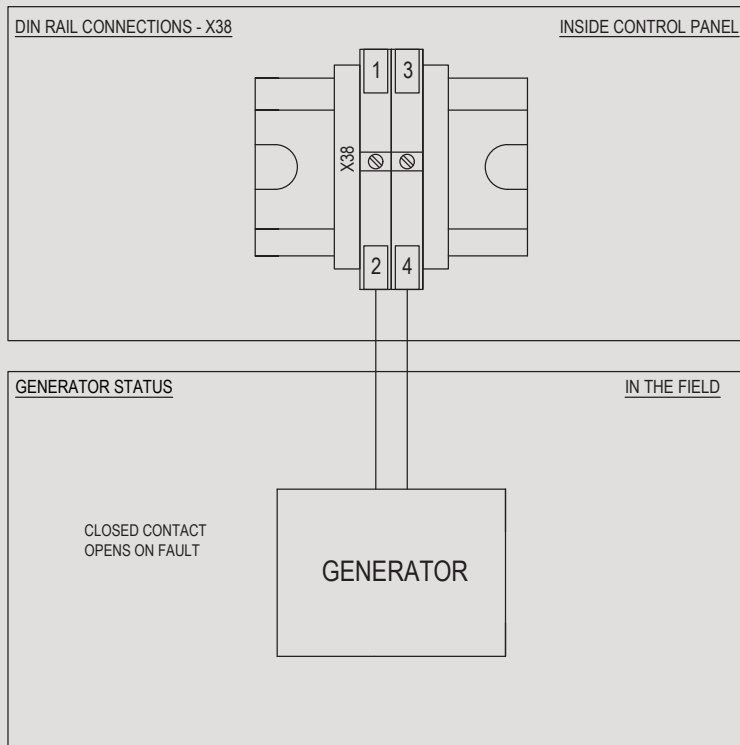 DIN RAIL CONNECTIONS - X38
INSIDE CONTROL PANEL
1 3
X38
2 4
GENERATOR STATUS
IN THE FIELD
CLOSED CONTACT
OPENS ON FAULT
GENERATOR